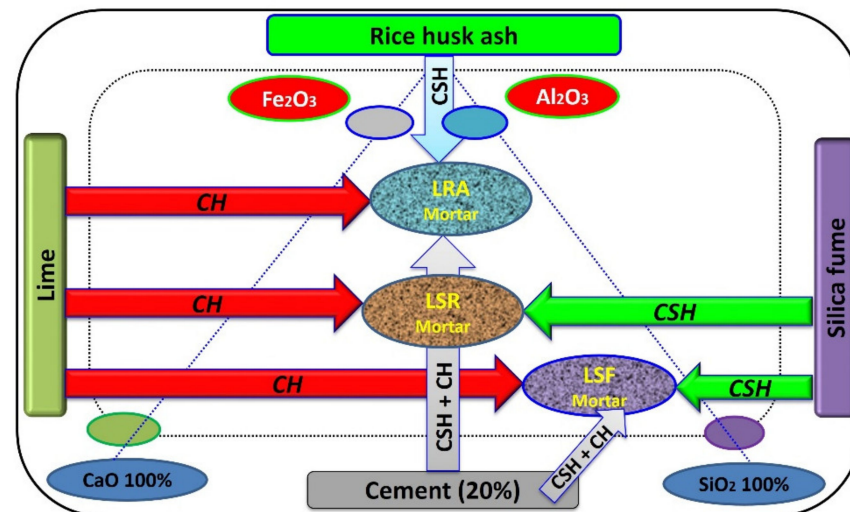 Rice husk ash
Fe₂O₃
CSH
Al₂O₃
Lime
CH
LRA
Mortar
Silica fume
CH
LSR
Mortar
CSH
CH
LSF
Mortar
CSH
CSH + CH
CSH + CH
CaO 100%
Cement (20%)
SiO₂ 100%